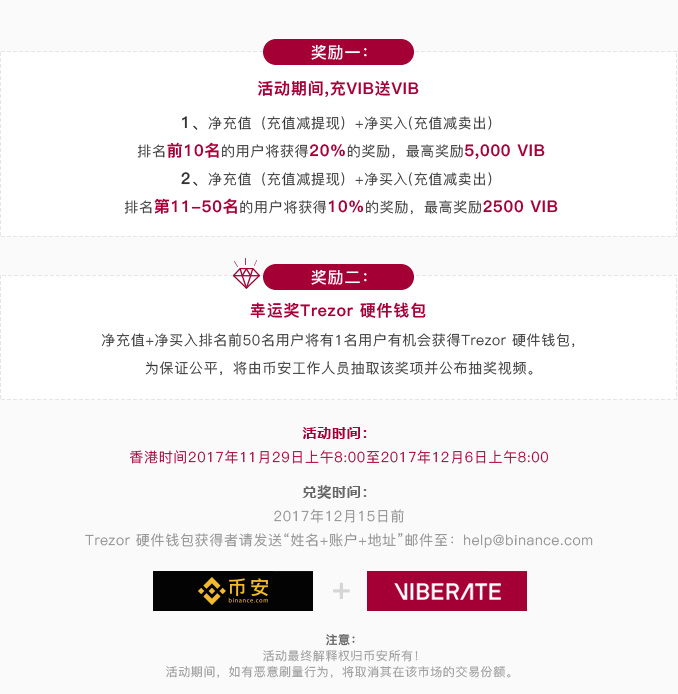 奖励一：
活动期间,充VIB送VIB
1、净充值（充值减提现）+净买入(充值减卖出)
排名前10名的用户将获得20%的奖励，最高奖励5,000 VIB
2、净充值（充值减提现）+净买入(充值减卖出)
排名第11-50名的用户将获得10%的奖励，最高奖励2500 VIB
奖励二：
幸运奖Trezor 硬件钱包
净充值+净买入排名前50名用户将有1名用户有机会获得Trezor 硬件钱包，
为保证公平，将由币安工作人员抽取该奖项并公布抽奖视频。
活动时间：
香港时间2017年11月29日上午8:00至2017年12月6日上午8:00
兑奖时间：
2017年12月15日前
Trezor 硬件钱包获得者请发送“姓名+账户+地址”邮件至：help@binance.com
币安
binance.com
+
VIBERATE
注意：
活动最终解释权归币安所有！
活动期间，如有恶意刷量行为，将取消其在该市场的交易份额。